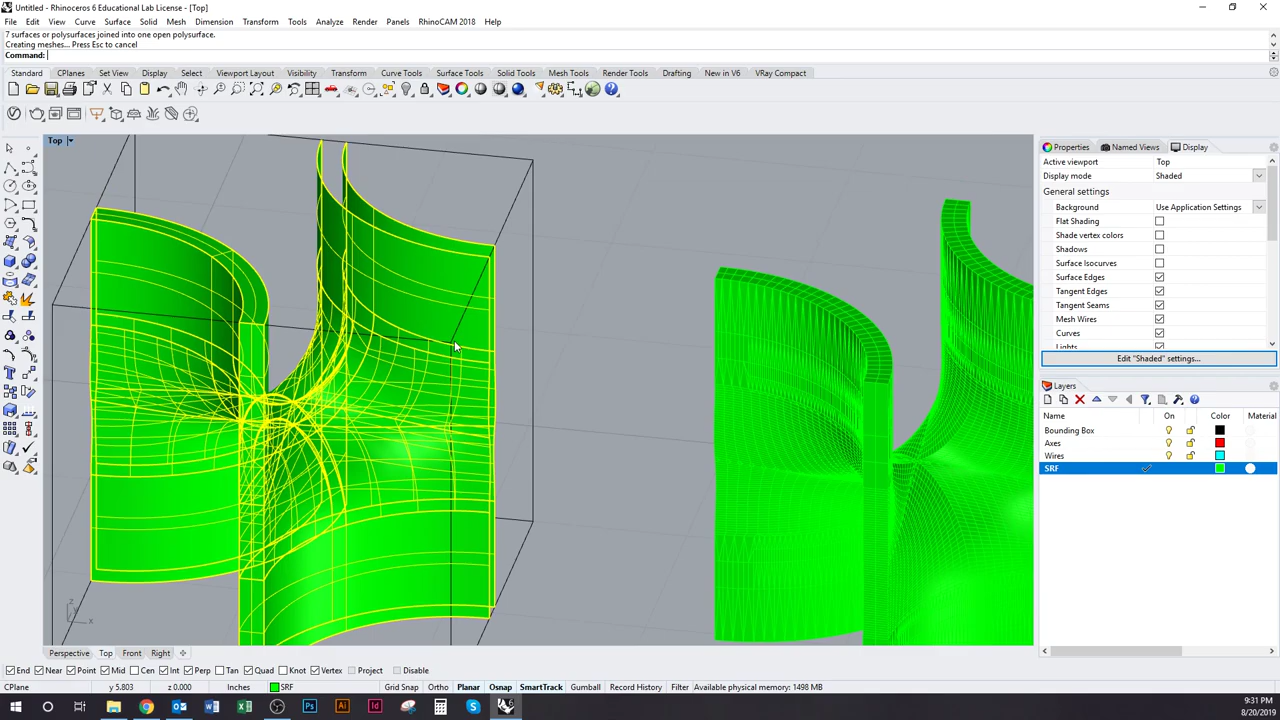 Untitled - Rhinoceros 6 Educational Lab License - [Top]
File Edit View Curve Surface Solid Mesh Dimension Transform Tools Analyze Render Panels RhinoCAM 2018 Help
7 surfaces or polysurfaces joined into one open polysurface.
Creating meshes... Press Esc to cancel
Command:
Standard CPlanes Set View Display Select Viewport Layout Visibility Transform Curve Tools Surface Tools Solid Tools Mesh Tools Render Tools Drafting New in V6 VRay Compact
Top
Properties Named Views Display
Active viewport Top
Display mode Shaded
General settings
Background Use Application Settings
Flat Shading
Shade vertex colors
Shadows
Surface Isocurves
Surface Edges
Tangent Edges
Tangent Seams
Mesh Wires
Curves
Lights
Edit "Shaded" settings...
Layers
Name On Color Material
Bounding Box
Axes
Wires
SRF
z
y
x
Perspective Top Front Right
End Near Point Mid Cen Int Perp Tan Quad Knot Vertex Project Disable
CPlane y 5.803 z 0.000 Inches SRF Grid Snap Ortho Planar Osnap SmartTrack Gumball Record History Filter Available physical memory: 1498 MB
9:31 PM
8/20/2019